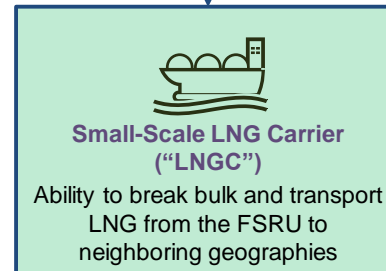 Small-Scale LNG Carrier
(“LNGC”)
Ability to break bulk and transport
LNG from the FSRU to
neighboring geographies